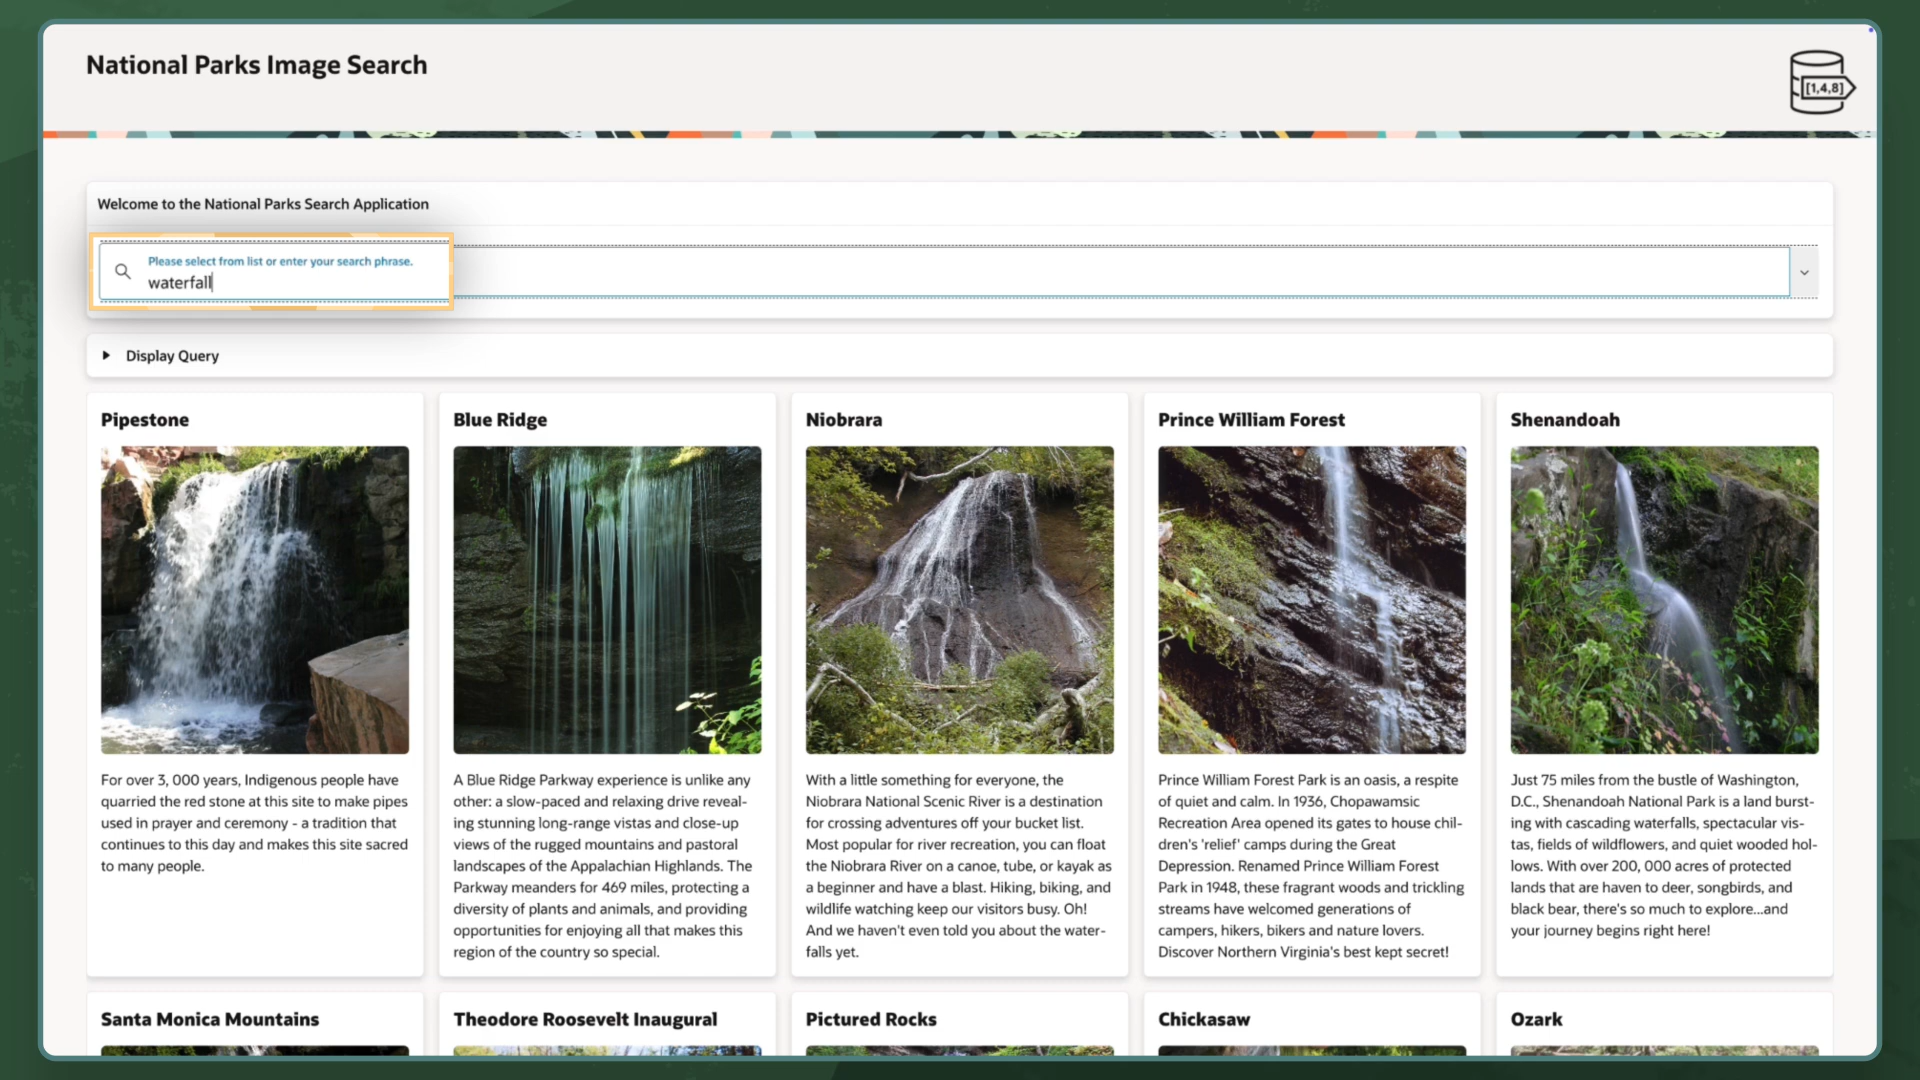 National Parks Image Search
[1,4,8]
Welcome to the National Parks Search Application
Please select from list or enter your search phrase.
waterfall
Display Query
Pipestone
For over 3, 000 years, Indigenous people have
quarried the red stone at this site to make pipes
used in prayer and ceremony - a tradition that
continues to this day and makes this site sacred
to many people.
Blue Ridge
A Blue Ridge Parkway experience is unlike any
other: a slow-paced and relaxing drive reveal-
ing stunning long-range vistas and close-up
views of the rugged mountains and pastoral
landscapes of the Appalachian Highlands. The
Parkway meanders for 469 miles, protecting a
diversity of plants and animals, and providing
opportunities for enjoying all that makes this
region of the country so special.
Niobrara
With a little something for everyone, the
Niobrara National Scenic River is a destination
for crossing adventures off your bucket list.
Most popular for river recreation, you can float
the Niobrara River on a canoe, tube, or kayak as
a beginner and have a blast. Hiking, biking, and
wildlife watching keep our visitors busy. Oh!
And we haven't even told you about the water-
falls yet.
Prince William Forest
Prince William Forest Park is an oasis, a respite
of quiet and calm. In 1936, Chopawamsic
Recreation Area opened its gates to house chil-
dren's 'relief' camps during the Great
Depression. Renamed Prince William Forest
Park in 1948, these fragrant woods and trickling
streams have welcomed generations of
campers, hikers, bikers and nature lovers.
Discover Northern Virginia's best kept secret!
Shenandoah
Just 75 miles from the bustle of Washington,
D.C., Shenandoah National Park is a land burst-
ing with cascading waterfalls, spectacular vis-
tas, fields of wildflowers, and quiet wooded hol-
lows. With over 200, 000 acres of protected
lands that are haven to deer, songbirds, and
black bear, there's so much to explore...and
your journey begins right here!
Santa Monica Mountains
Theodore Roosevelt Inaugural
Pictured Rocks
Chickasaw
Ozark